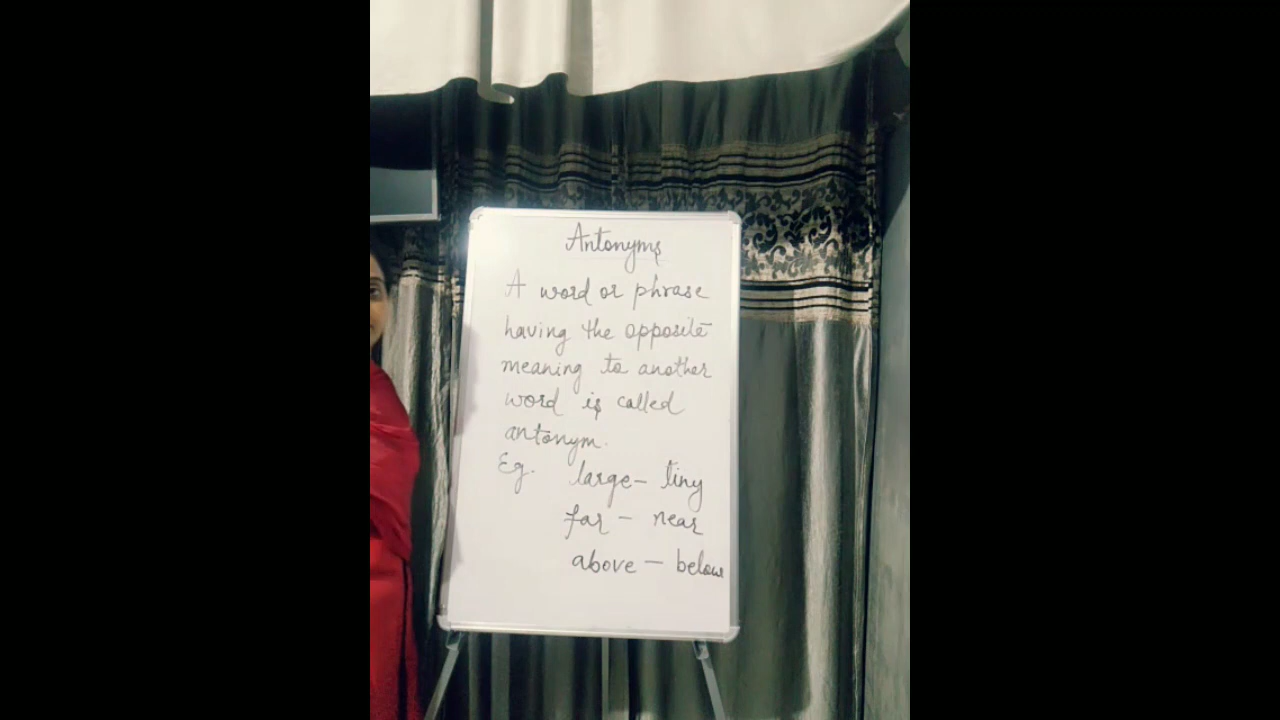 Antonyms
A word or phrase
having the opposite
meaning to another
word is called
antonym.
Eg. large - tiny
far - near
above - below